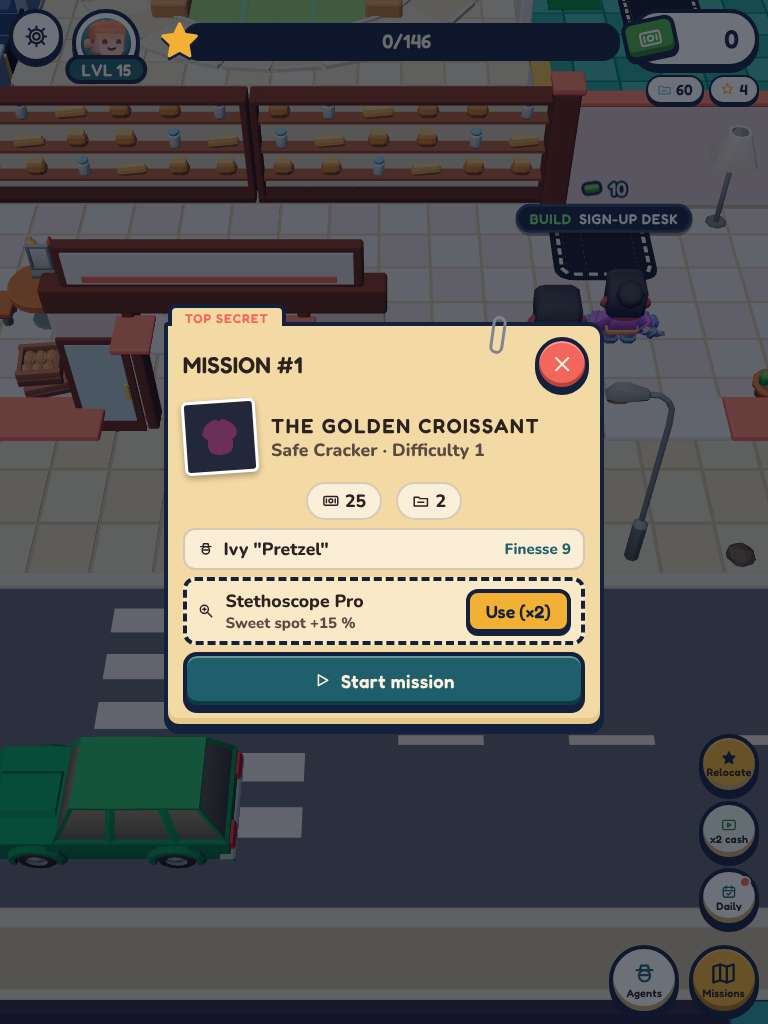 LVL 15
0/146
0
60
4
10
BUILD SIGN-UP DESK
TOP SECRET
MISSION #1
THE GOLDEN CROISSANT
Safe Cracker · Difficulty 1
25
2
Ivy "Pretzel"
Finesse 9
Stethoscope Pro
Sweet spot +15 %
Use (×2)
Start mission
Relocate
x2 cash
Daily
Agents
Missions